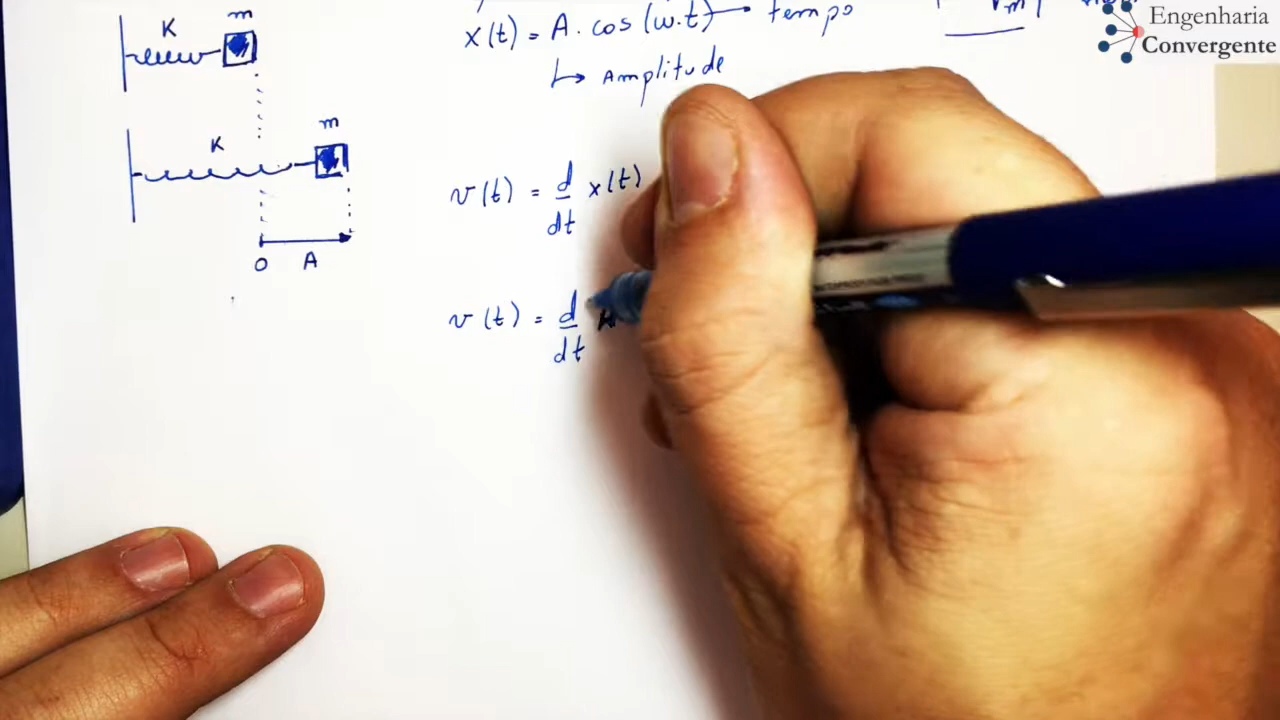 K
m
x(t) = A . cos (w.t) → tempo
↳ Amplitude
K
m
v(t) = d/dt x(t)
0 A
v(t) = d/dt A
Engenharia
Convergente